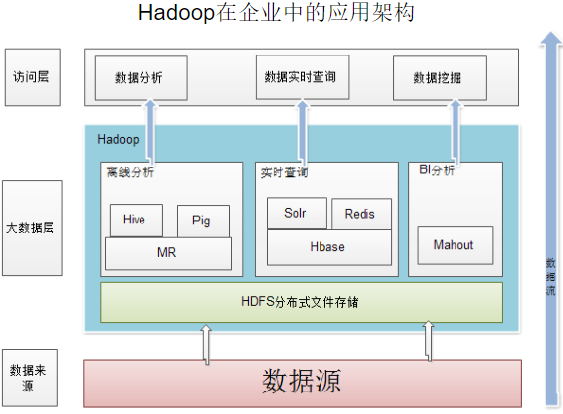 Hadoop在企业中的应用架构
访问层
数据分析
数据实时查询
数据挖掘
Hadoop
大数据层
离线分析
Hive
Pig
MR
实时查询
Solr
Redis
Hbase
BI分析
Mahout
HDFS分布式文件存储
数据流
数据来
源
数据源